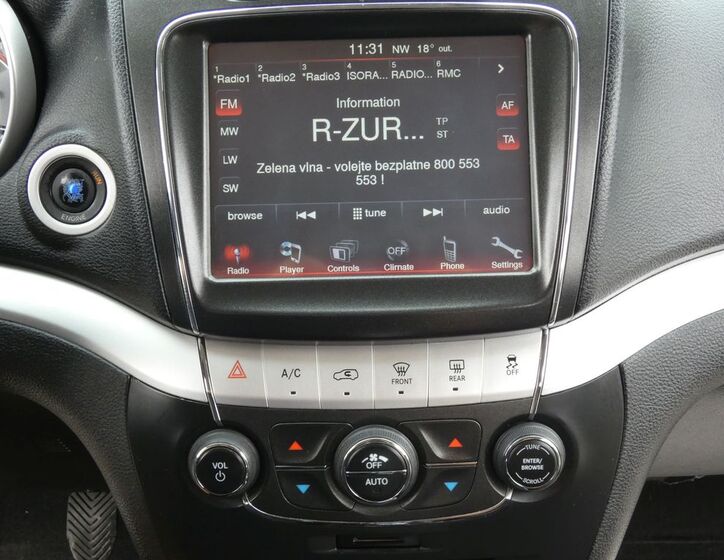 11:31 NW 18° out.
1 2 3 4 5 6
*Radio1 *Radio2 *Radio3 ISORA... RADIO... RMC
FM Information AF
MW R-ZUR... TP
ST TA
LW Zelena vlna - volejte bezplatne 800 553
SW 553 !
browse tune audio
OFF
Radio Player Controls Climate Phone Settings
RUN
ENGINE
A/C FRONT REAR OFF
VOL
OFF
AUTO
TUNE
ENTER/
BROWSE
SCROLL